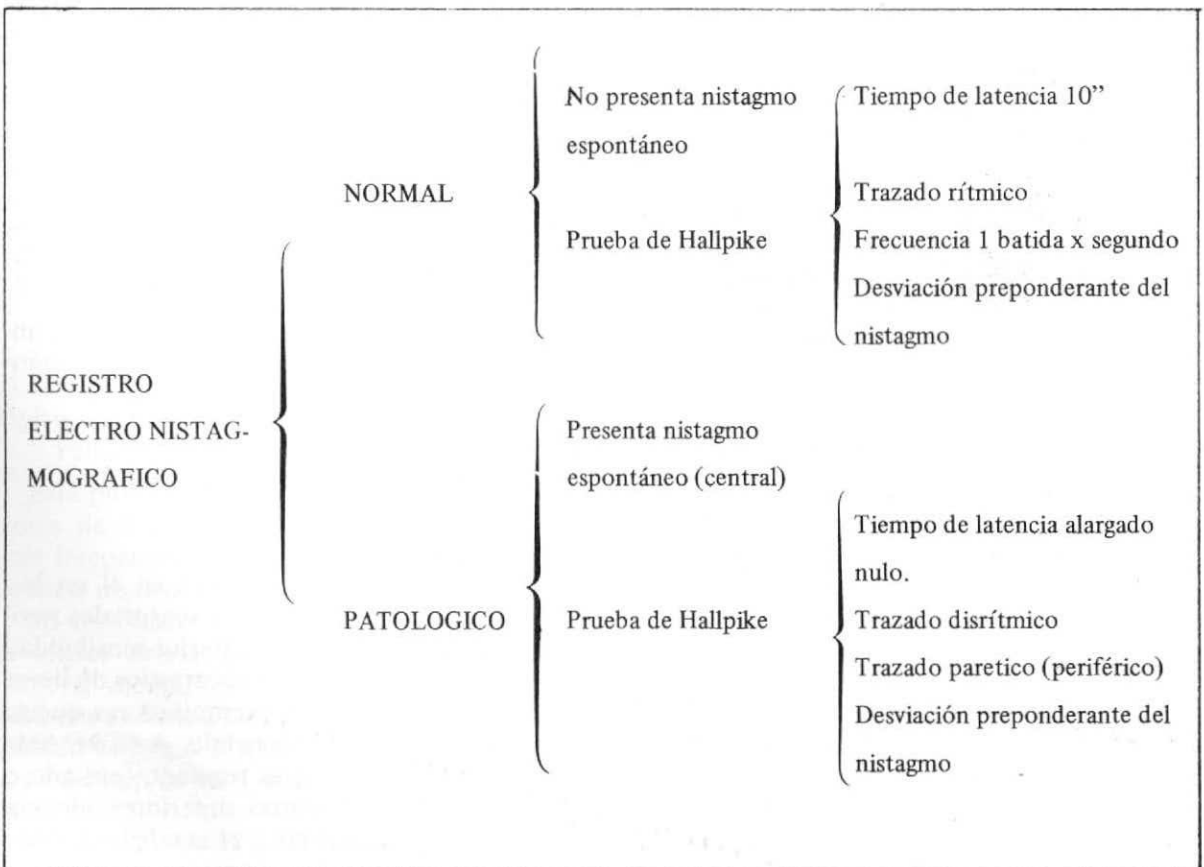 REGISTRO
ELECTRO NISTAG-
MOGRAFICO
NORMAL
No presenta nistagmo
espontáneo
Prueba de Hallpike
Tiempo de latencia 10”
Trazado rítmico
Frecuencia 1 batida x segundo
Desviación preponderante del
nistagmo
PATOLOGICO
Presenta nistagmo
espontáneo (central)
Prueba de Hallpike
Tiempo de latencia alargado
nulo.
Trazado disrítmico
Trazado paretico (periférico)
Desviación preponderante del
nistagmo